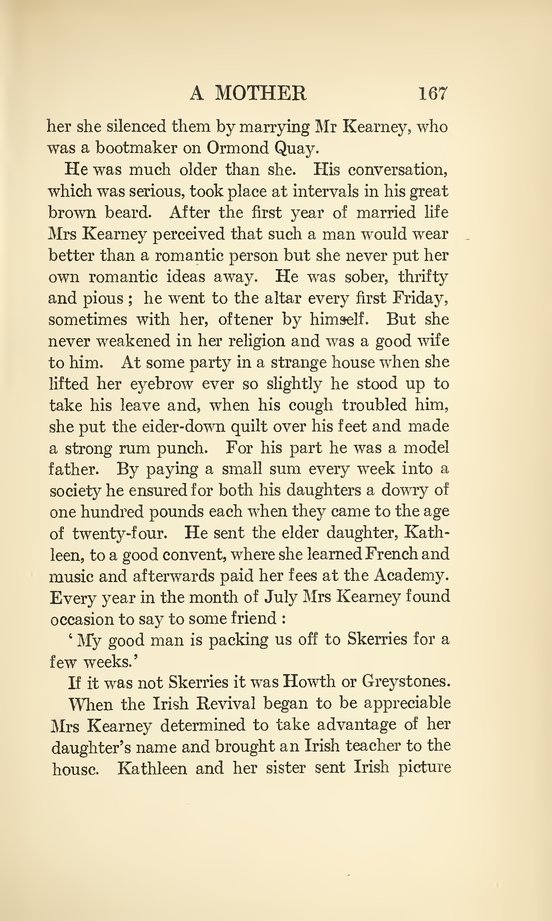 A MOTHER 167
her she silenced them by marrying Mr Kearney, who
was a bootmaker on Ormond Quay.
He was much older than she. His conversation,
which was serious, took place at intervals in his great
brown beard. After the first year of married life
Mrs Kearney perceived that such a man would wear
better than a romantic person but she never put her
own romantic ideas away. He was sober, thrifty
and pious ; he went to the altar every first Friday,
sometimes with her, oftener by himself. But she
never weakened in her religion and was a good wife
to him. At some party in a strange house when she
lifted her eyebrow ever so slightly he stood up to
take his leave and, when his cough troubled him,
she put the eider-down quilt over his feet and made
a strong rum punch. For his part he was a model
father. By paying a small sum every week into a
society he ensured for both his daughters a dowry of
one hundred pounds each when they came to the age
of twenty-four. He sent the elder daughter, Kath-
leen, to a good convent, where she learned French and
music and afterwards paid her fees at the Academy.
Every year in the month of July Mrs Kearney found
occasion to say to some friend :
‘ My good man is packing us off to Skerries for a
few weeks.’
If it was not Skerries it was Howth or Greystones.
When the Irish Revival began to be appreciable
Mrs Kearney determined to take advantage of her
daughter’s name and brought an Irish teacher to the
house. Kathleen and her sister sent Irish picture